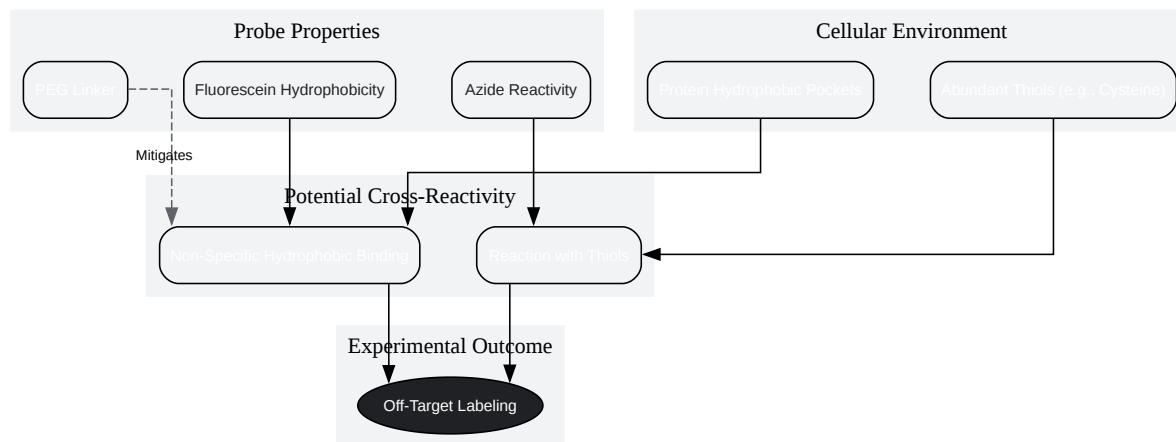 Probe Properties
Cellular Environment
PEG Linker
Fluorescein Hydrophobicity
Azide Reactivity
Protein Hydrophobic Pockets
Abundant Thiols (e.g., Cysteine)
Mitigates
Potential Cross-Reactivity
Non-Specific Hydrophobic Binding
Reaction with Thiols
Experimental Outcome
Off-Target Labeling